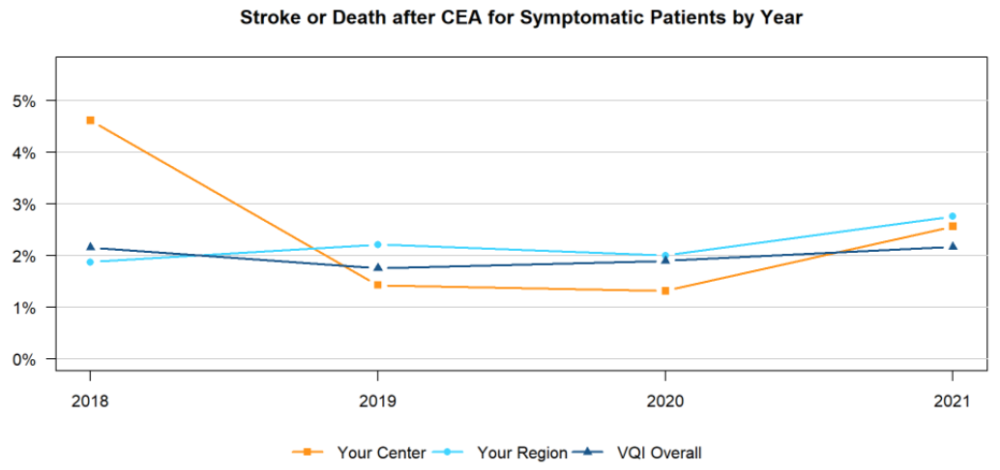 Stroke or Death after CEA for Symptomatic Patients by Year
5%
4%
3%
2%
1%
0%
2018 2019 2020 2021
Your Center Your Region VQI Overall